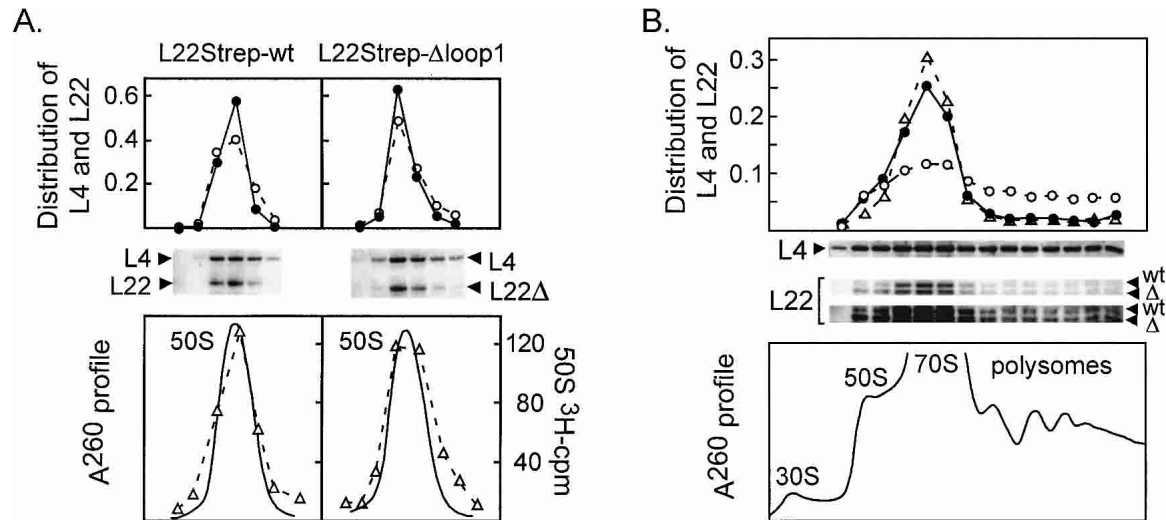 A.
L22Strep-wt
L22Strep-Δloop1
Distribution of
L4 and L22
0.6
0.4
0.2
L4
L22
L4
L22Δ
A260 profile
50S
50S
120
80
40
50S 3H-cpm
B.
Distribution of
L4 and L22
0.3
0.2
0.1
L4
L22
wt
Δ
wt
Δ
A260 profile
30S
50S
70S
polysomes